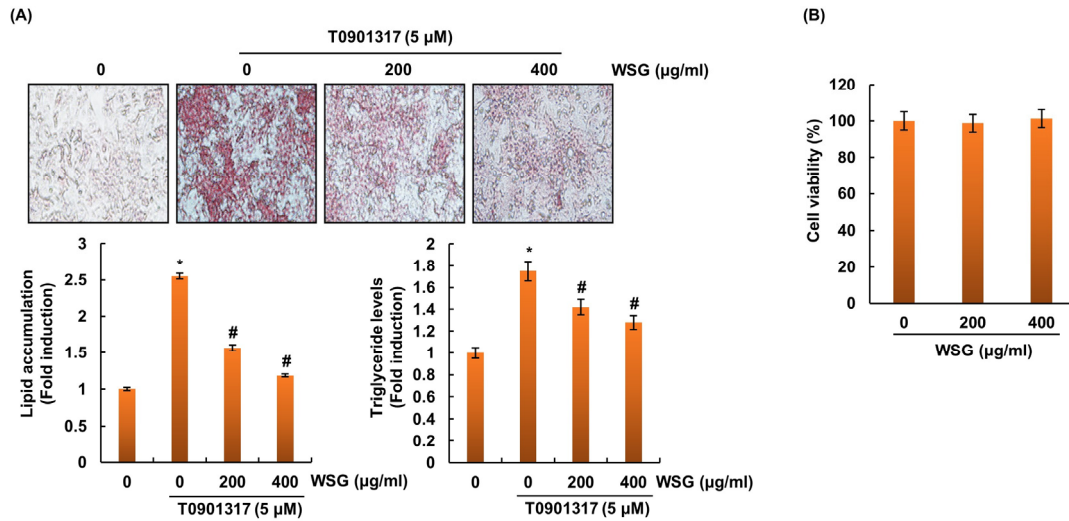 (A)
T0901317 (5 µM)
0 0 200 400 WSG (µg/ml)
Lipid accumulation
(Fold induction)
3
2.5
2
1.5
1
0.5
0
*
#
#
0 0 200 400 WSG (µg/ml)
T0901317 (5 µM)
Triglyceride levels
(Fold induction)
2
1.8
1.6
1.4
1.2
1
0.8
0.6
0.4
0.2
0
*
#
#
0 0 200 400 WSG (µg/ml)
T0901317 (5 µM)
(B)
Cell viability (%)
120
100
80
60
40
20
0
0 200 400
WSG (µg/ml)